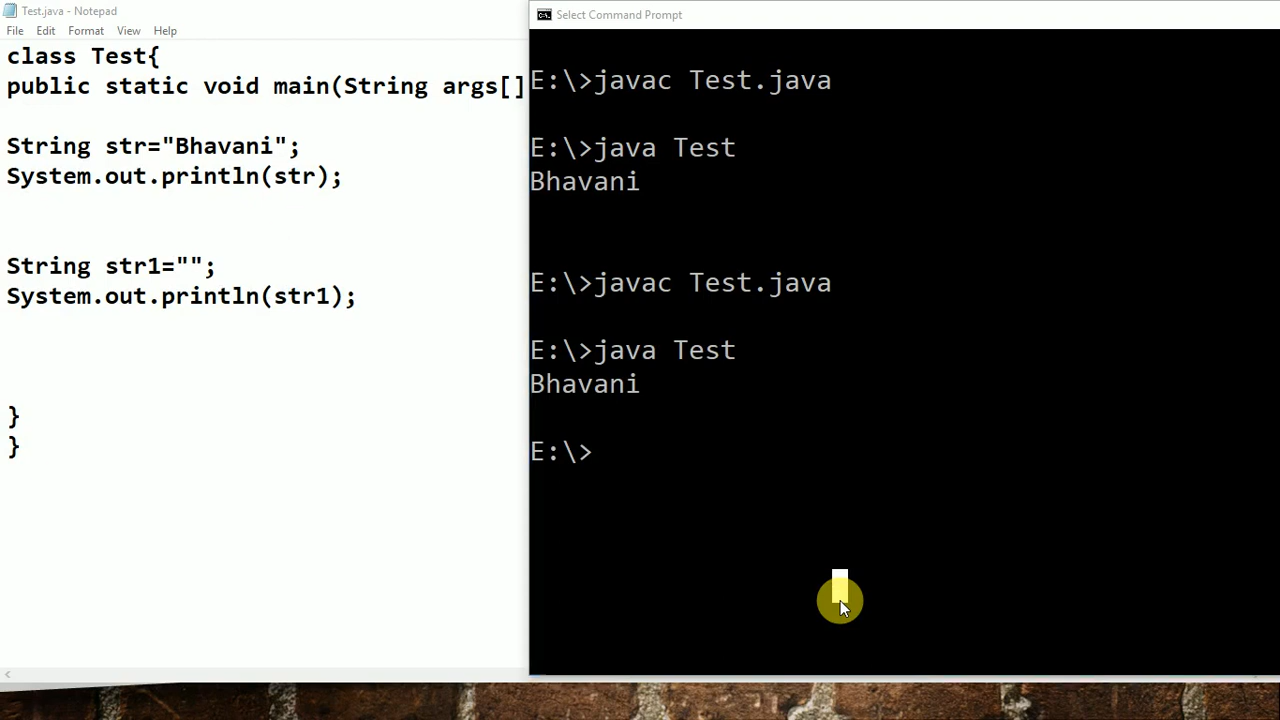 Test.java - Notepad
File Edit Format View Help
class Test{
public static void main(String args[]
String str="Bhavani";
System.out.println(str);
String str1="";
System.out.println(str1);
}
}
Select Command Prompt
E:\>javac Test.java
E:\>java Test
Bhavani
E:\>javac Test.java
E:\>java Test
Bhavani
E:\>